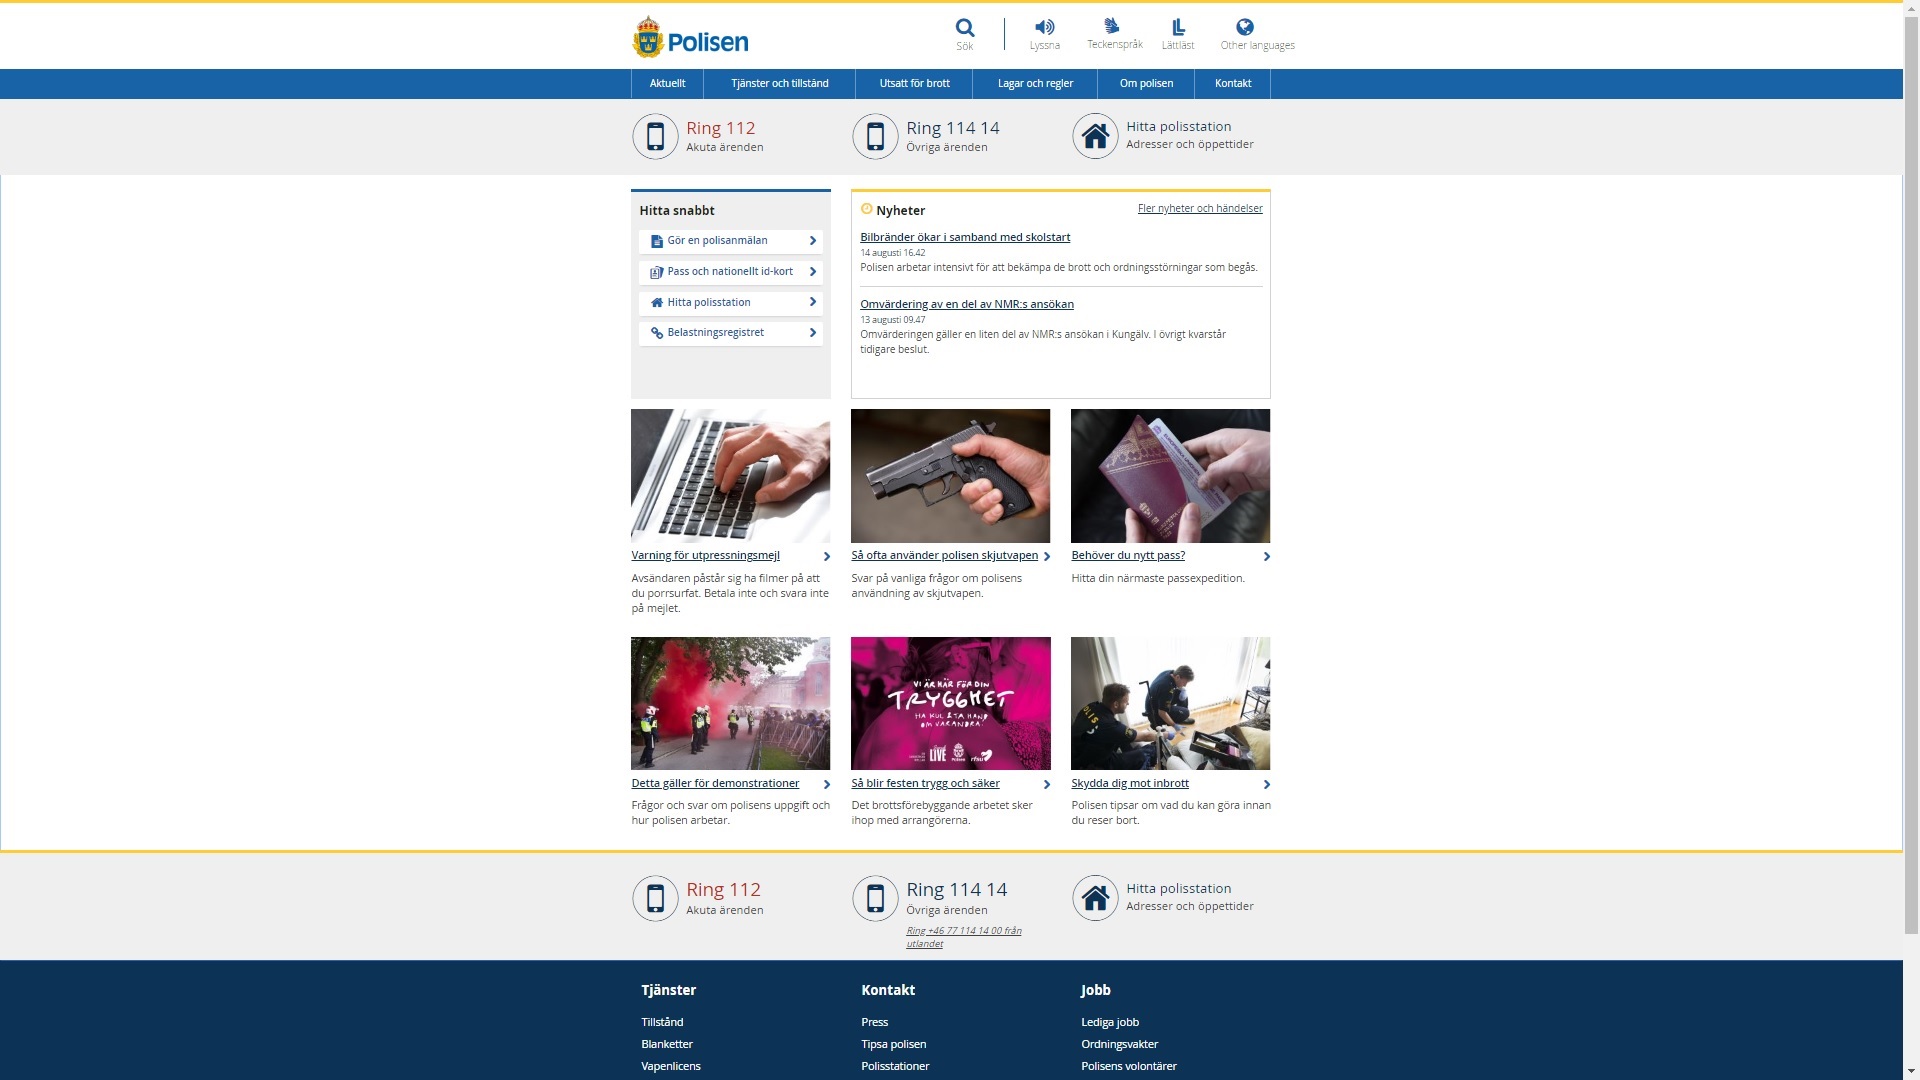 Polisen
Sök
Lyssna
Teckenspråk
Lättläst
Other languages
Aktuellt
Tjänster och tillstånd
Utsatt för brott
Lagar och regler
Om polisen
Kontakt
Ring 112
Akuta ärenden
Ring 114 14
Övriga ärenden
Hitta polisstation
Adresser och öppettider
Hitta snabbt
Gör en polisanmälan
Pass och nationellt id-kort
Hitta polisstation
Belastningsregistret
Nyheter
Fler nyheter och händelser
Bilbränder ökar i samband med skolstart
14 augusti 16.42
Polisen arbetar intensivt för att bekämpa de brott och ordningsstörningar som begås.
Omvärdering av en del av NMR:s ansökan
13 augusti 09.47
Omvärderingen gäller en liten del av NMR:s ansökan i Kungälv. I övrigt kvarstår
tidigare beslut.
Varning för utpressningsmejl
Avsändaren påstår sig ha filmer på att
du porrsurfat. Betala inte och svara inte
på mejlet.
Så ofta använder polisen skjutvapen
Svar på vanliga frågor om polisens
användning av skjutvapen.
Behöver du nytt pass?
Hitta din närmaste passexpedition.
Detta gäller för demonstrationer
Frågor och svar om polisens uppgift och
hur polisen arbetar.
VI ÄR HÄR FÖR DIN
TRYGGHET
HA KUL & TA HAND
OM VARANDRA.
LIVE
Polisen
rfsu
Så blir festen trygg och säker
Det brottsförebyggande arbetet sker
ihop med arrangörerna.
POLIS
Skydda dig mot inbrott
Polisen tipsar om vad du kan göra innan
du reser bort.
Ring 112
Akuta ärenden
Ring 114 14
Övriga ärenden
Ring +46 77 114 14 00 från
utlandet
Hitta polisstation
Adresser och öppettider
Tjänster
Tillstånd
Blanketter
Vapenlicens
Kontakt
Press
Tipsa polisen
Polisstationer
Jobb
Lediga jobb
Ordningsvakter
Polisens volontärer